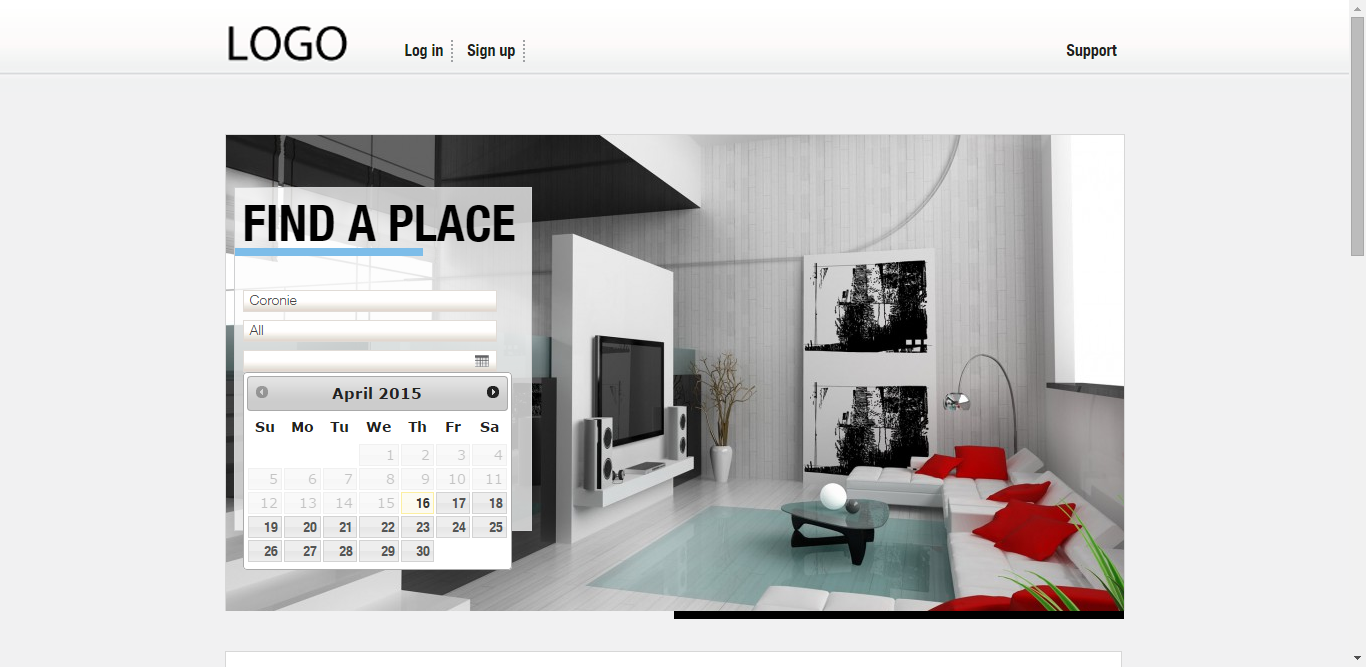 LOGO
Log in
Sign up
Support
FIND A PLACE
Coronie
All
April 2015
Su Mo Tu We Th Fr Sa
1 2 3 4
5 6 7 8 9 10 11
12 13 14 15 16 17 18
19 20 21 22 23 24 25
26 27 28 29 30